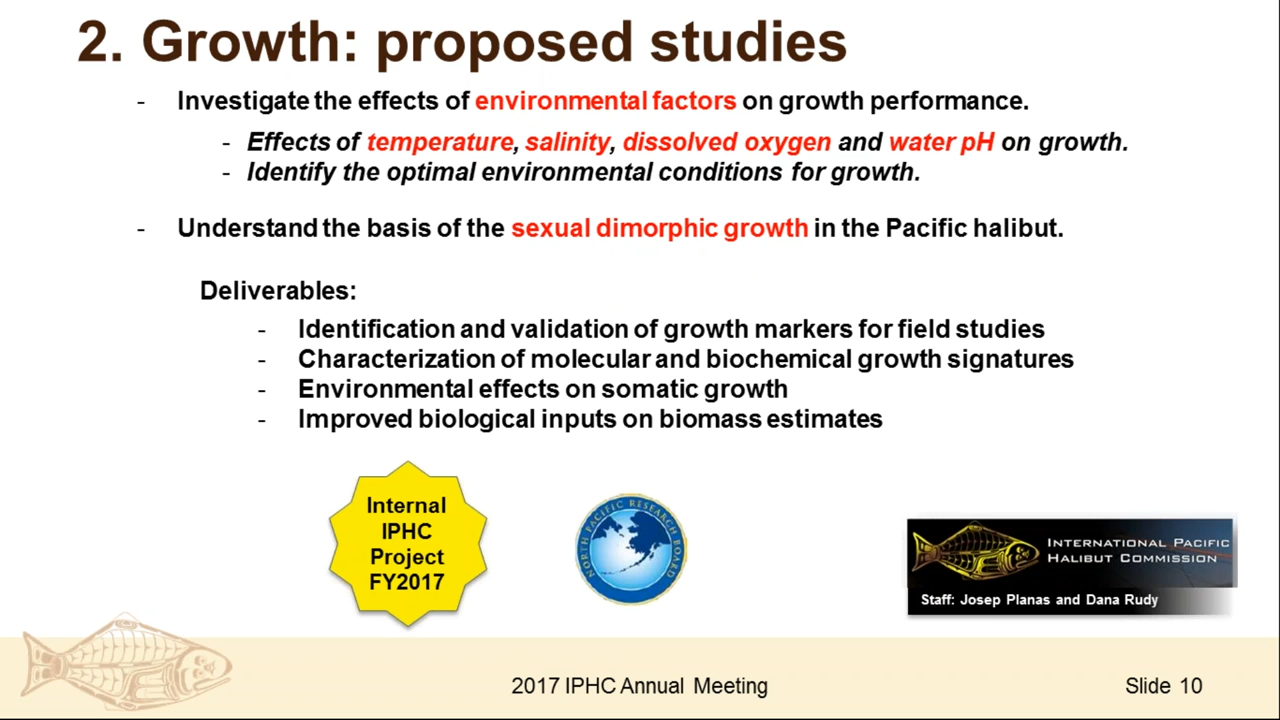 2. Growth: proposed studies
- Investigate the effects of environmental factors on growth performance.
- Effects of temperature, salinity, dissolved oxygen and water pH on growth.
- Identify the optimal environmental conditions for growth.
- Understand the basis of the sexual dimorphic growth in the Pacific halibut.
Deliverables:
- Identification and validation of growth markers for field studies
- Characterization of molecular and biochemical growth signatures
- Environmental effects on somatic growth
- Improved biological inputs on biomass estimates
Internal
IPHC
Project
FY2017
NORTH PACIFIC RESEARCH BOARD
INTERNATIONAL PACIFIC
HALIBUT COMMISSION
Staff: Josep Planas and Dana Rudy
2017 IPHC Annual Meeting
Slide 10